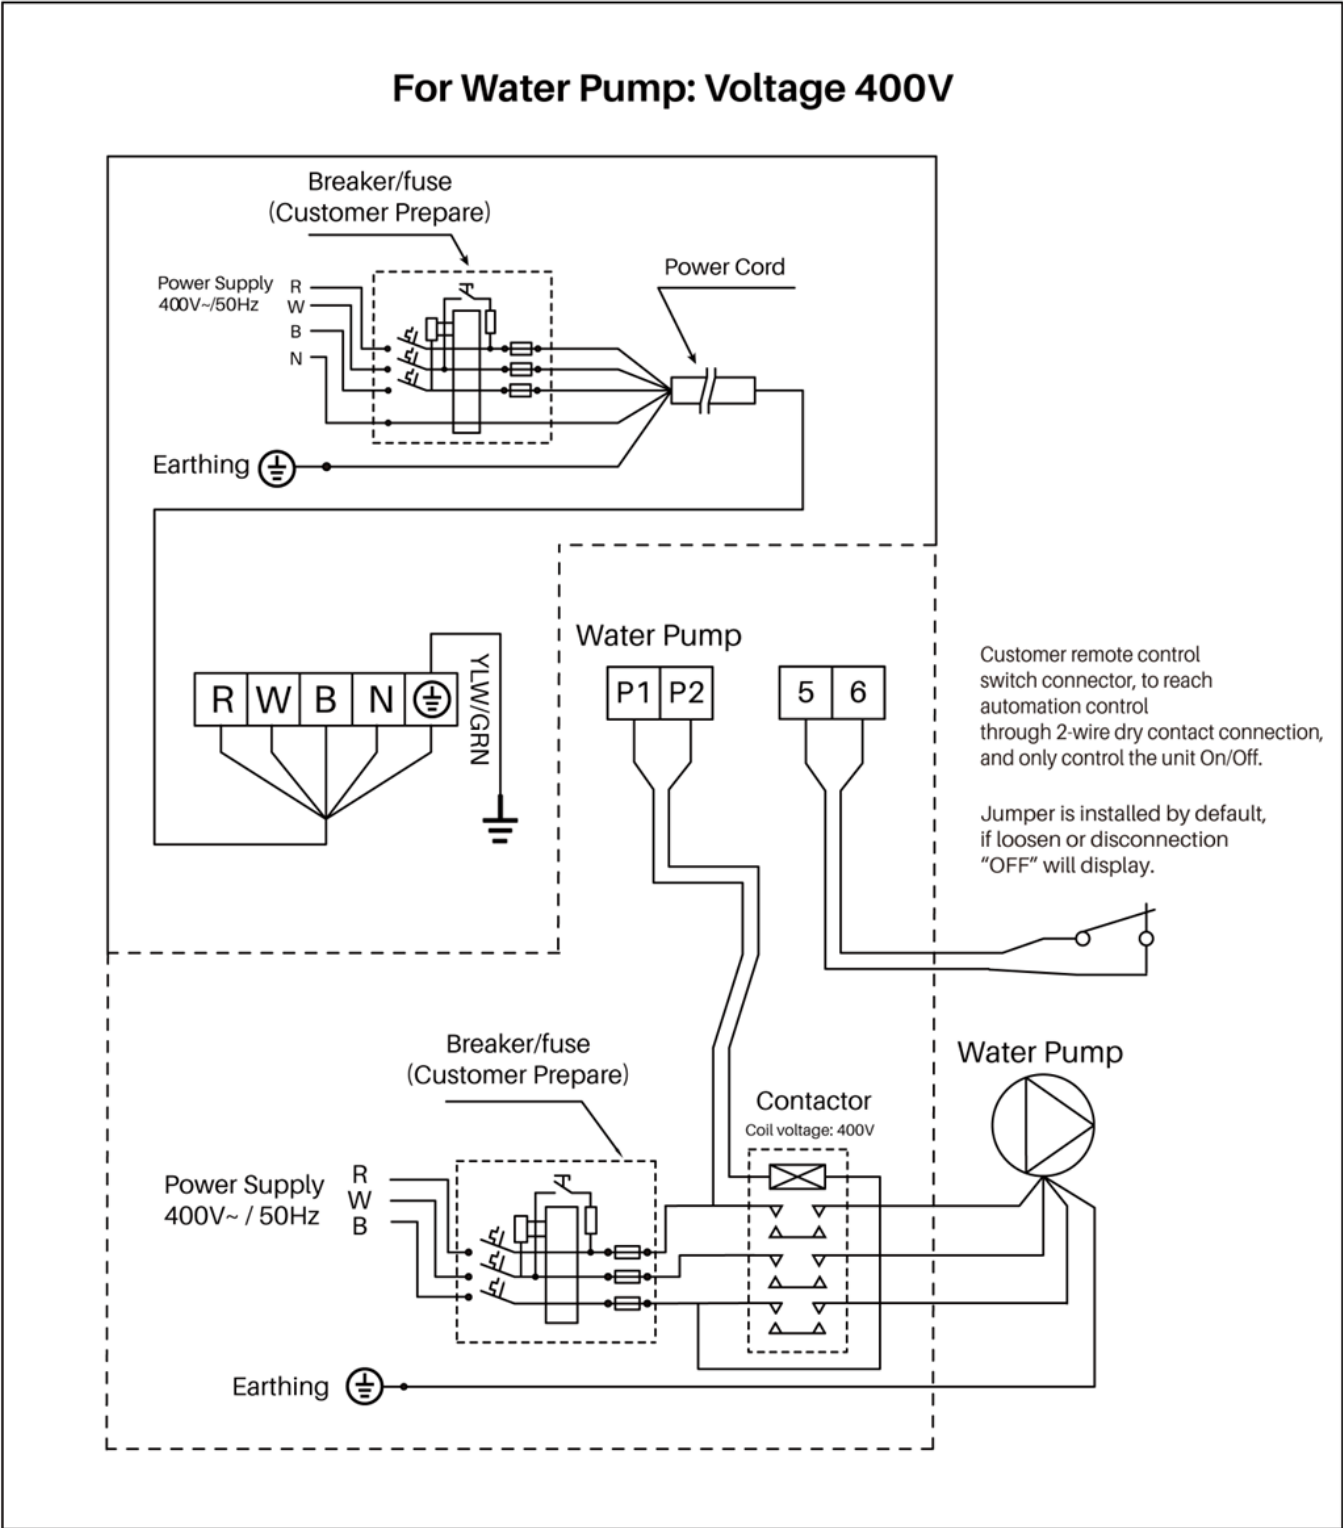 For Water Pump: Voltage 400V
Breaker/fuse
(Customer Prepare)
Power Cord
Power Supply
400V~/50Hz
R
W
B
N
Earthing
R W B N
YLW/GRN
Water Pump
P1 P2
5 6
Customer remote control
switch connector, to reach
automation control
through 2-wire dry contact connection,
and only control the unit On/Off.
Jumper is installed by default,
if loosen or disconnection
“OFF” will display.
Breaker/fuse
(Customer Prepare)
Water Pump
Contactor
Coil voltage: 400V
Power Supply
400V~ / 50Hz
R
W
B
Earthing